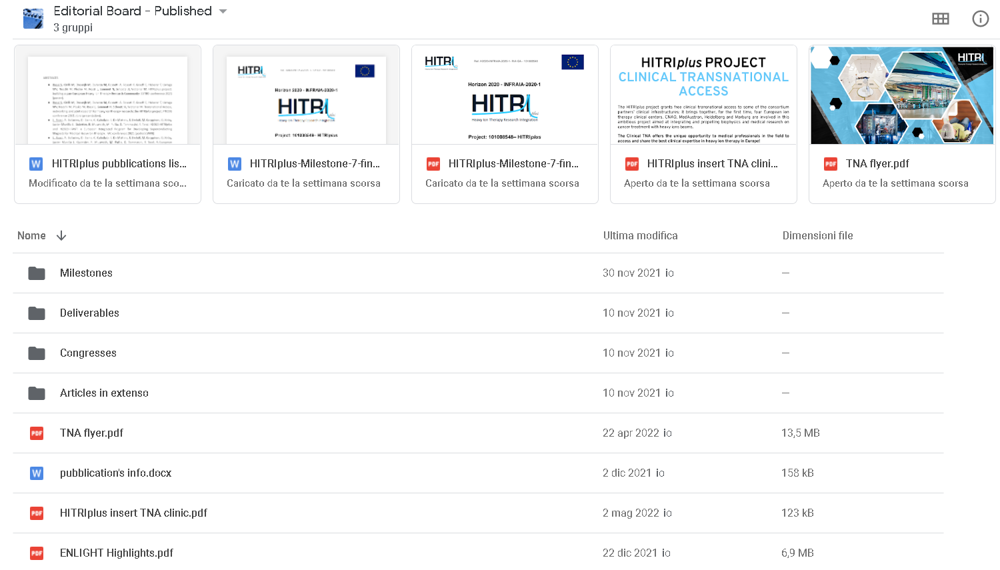 Editorial Board - Published
3 gruppi
HITRI
Horizon 2020 - INFRAIA-2020-1
HITRI
Heavy Ion Therapy Research Integration
Project: 101008548– HITRIplus
HITRI
Horizon 2020 - INFRAIA-2020-1
HITRI
Heavy Ion Therapy Research Integration
Project: 101008548– HITRIplus
HITRIplus PROJECT
CLINICAL TRANSNATIONAL
ACCESS
The HITRIplus project grants free clinical transnational access to some of the consortium
partners' clinical infrastructures: it brings together, for the first time, four European ion
therapy clinical centers. CNAO, MedAustron, Heidelberg and Marburg are involved in this
ambitious project aimed at integrating and propelling biophysics and medical research on
cancer treatment with heavy ions beams.
The Clinical TNA offers the unique opportunity to medical professionals in the field to
access and share the best clinical expertise in heavy ion therapy in Europe!
HITRI
W HITRIplus pubblications lis...
Modificato da te la settimana sco...
W HITRIplus-Milestone-7-fin...
Caricato da te la settimana scorsa
PDF HITRIplus-Milestone-7-fin...
Caricato da te la settimana scorsa
PDF HITRIplus insert TNA clini...
Aperto da te la settimana scorsa
PDF TNA flyer.pdf
Aperto da te la settimana scorsa
Nome Ultima modifica Dimensioni file
Milestones 30 nov 2021 io —
Deliverables 10 nov 2021 io —
Congresses 10 nov 2021 io —
Articles in extenso 10 nov 2021 io —
PDF TNA flyer.pdf 22 apr 2022 io 13,5 MB
W pubblication's info.docx 2 dic 2021 io 158 kB
PDF HITRIplus insert TNA clinic.pdf 2 mag 2022 io 123 kB
PDF ENLIGHT Highlights.pdf 22 dic 2021 io 6,9 MB